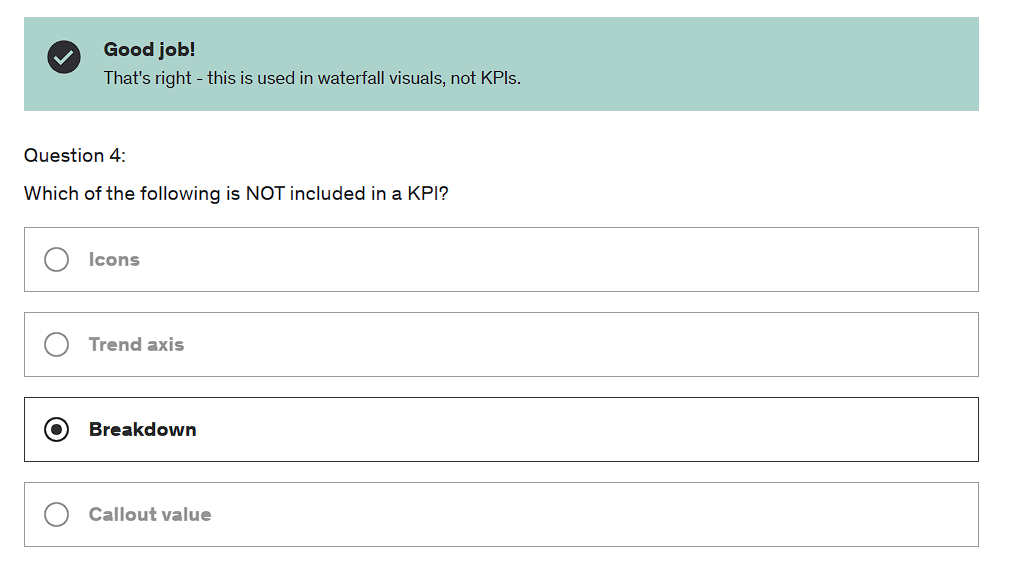 Good job!
That's right - this is used in waterfall visuals, not KPIs.
Question 4:
Which of the following is NOT included in a KPI?
Icons
Trend axis
Breakdown
Callout value